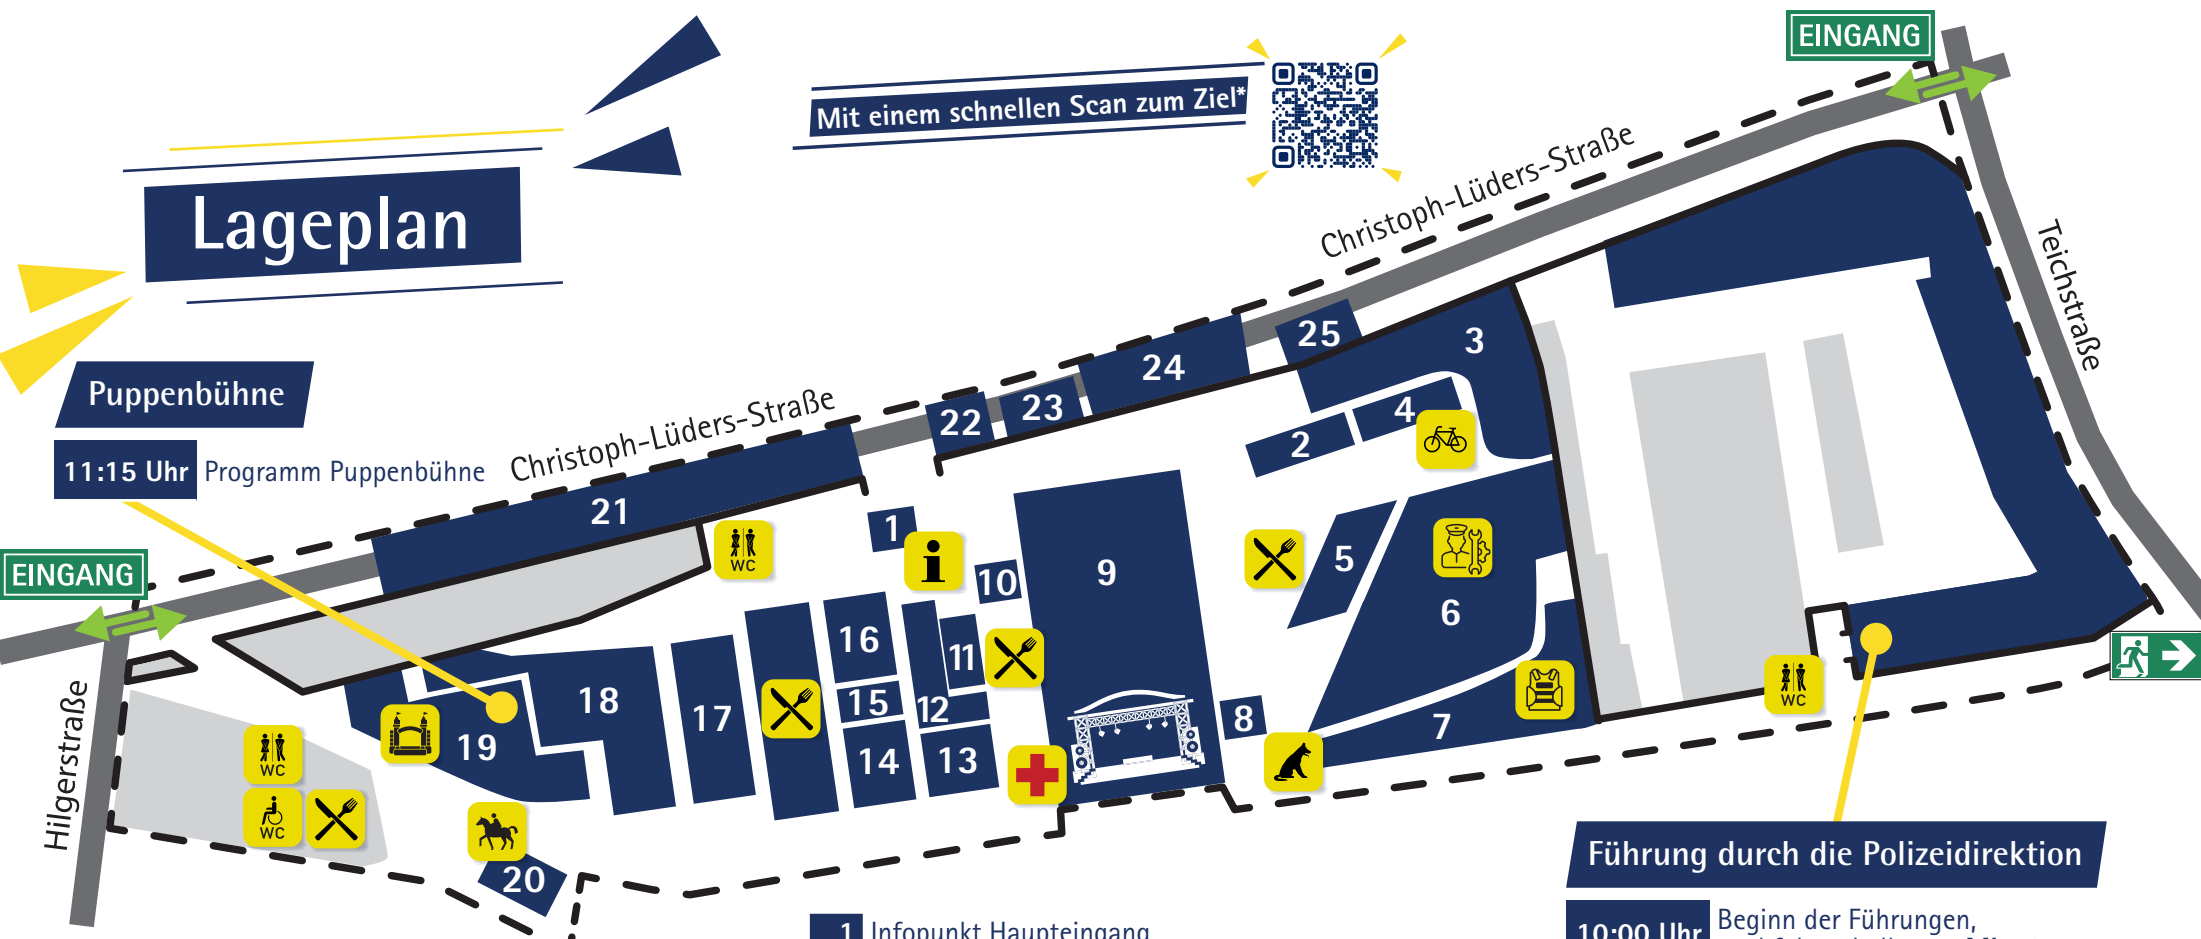 EINGANG
Mit einem schnellen Scan zum Ziel*
Lageplan
Christoph-Lüders-Straße
Teichstraße
Puppenbühne
11:15 Uhr Programm Puppenbühne
Christoph-Lüders-Straße
EINGANG
Hilgerstraße
25
3
24
23
22
4
2
21
1
i
WC
10
9
5
6
16
11
18
15
12
17
19
14
13
8
7
WC
WC
WC
20
Führung durch die Polizeidirektion
10:00 Uhr Beginn der Führungen,
1 Infopunkt Haupteingang